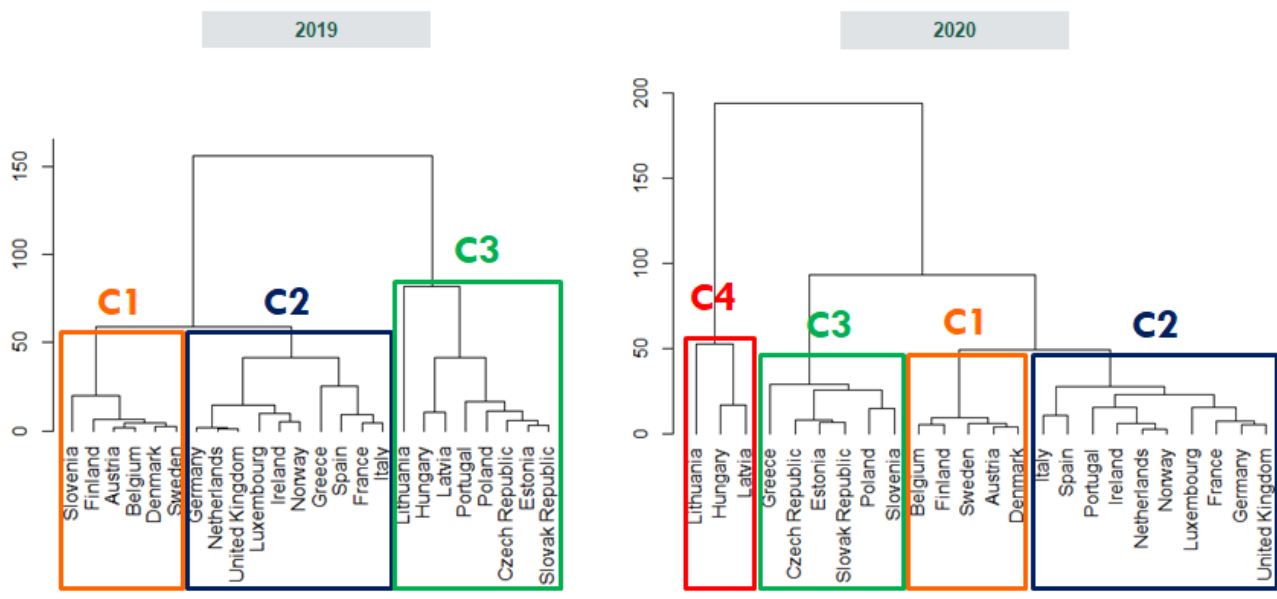 2019
150
100
50
0
C1
C2
C3
Slovenia
Finland
Austria
Belgium
Denmark
Sweden
Germany
Netherlands
United Kingdom
Luxembourg
Ireland
Norway
Greece
Spain
France
Italy
Lithuania
Hungary
Latvia
Portugal
Poland
Czech Republic
Estonia
Slovak Republic
2020
200
150
100
50
0
C4
C3
C1
C2
Lithuania
Hungary
Latvia
Greece
Czech Republic
Estonia
Slovak Republic
Poland
Slovenia
Belgium
Finland
Sweden
Austria
Denmark
Italy
Spain
Portugal
Ireland
Netherlands
Norway
Luxembourg
France
Germany
United Kingdom